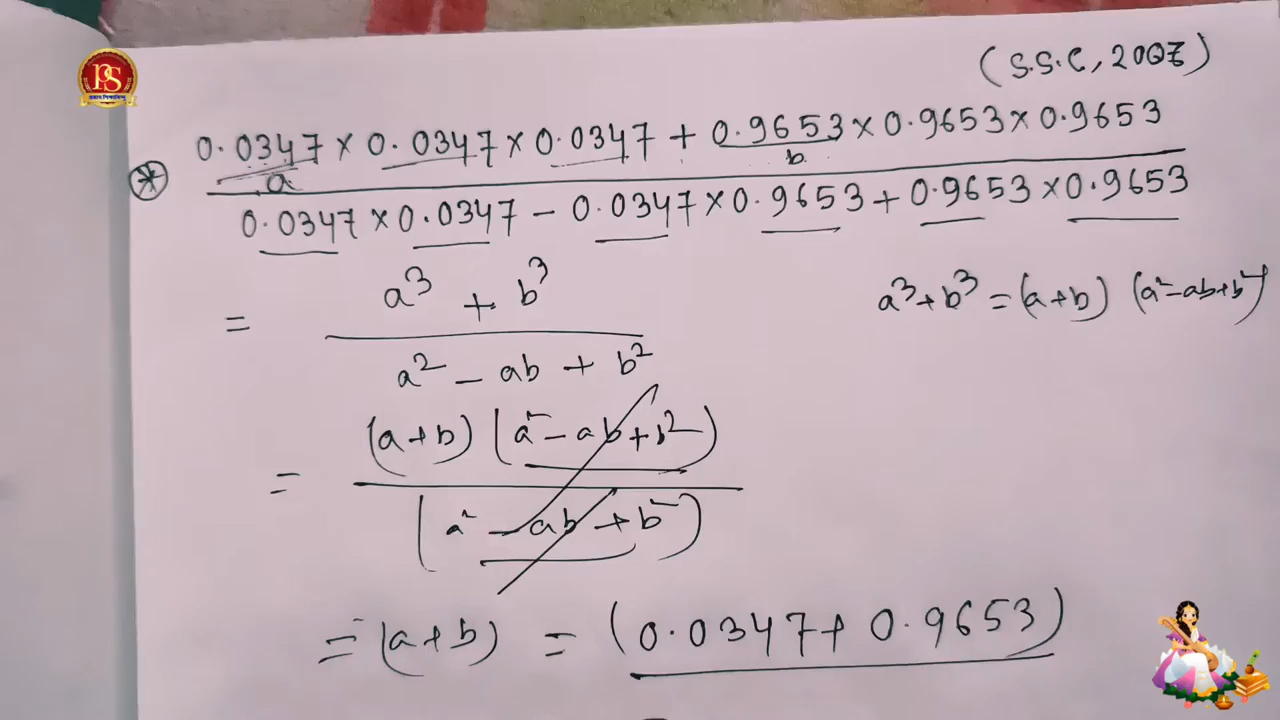 (S.S.C, 2007)
PS
0.0347 × 0.0347 × 0.0347 + 0.9653 × 0.9653 × 0.9653
a
b
*
0.0347 × 0.0347 − 0.0347 × 0.9653 + 0.9653 × 0.9653
= a³ + b³
a² − ab + b²
a³ + b³ = (a+b) (a² − ab + b²)
= (a+b) (a² − ab + b²)
(a² − ab + b²)
= (a+b) = (0.0347 + 0.9653)